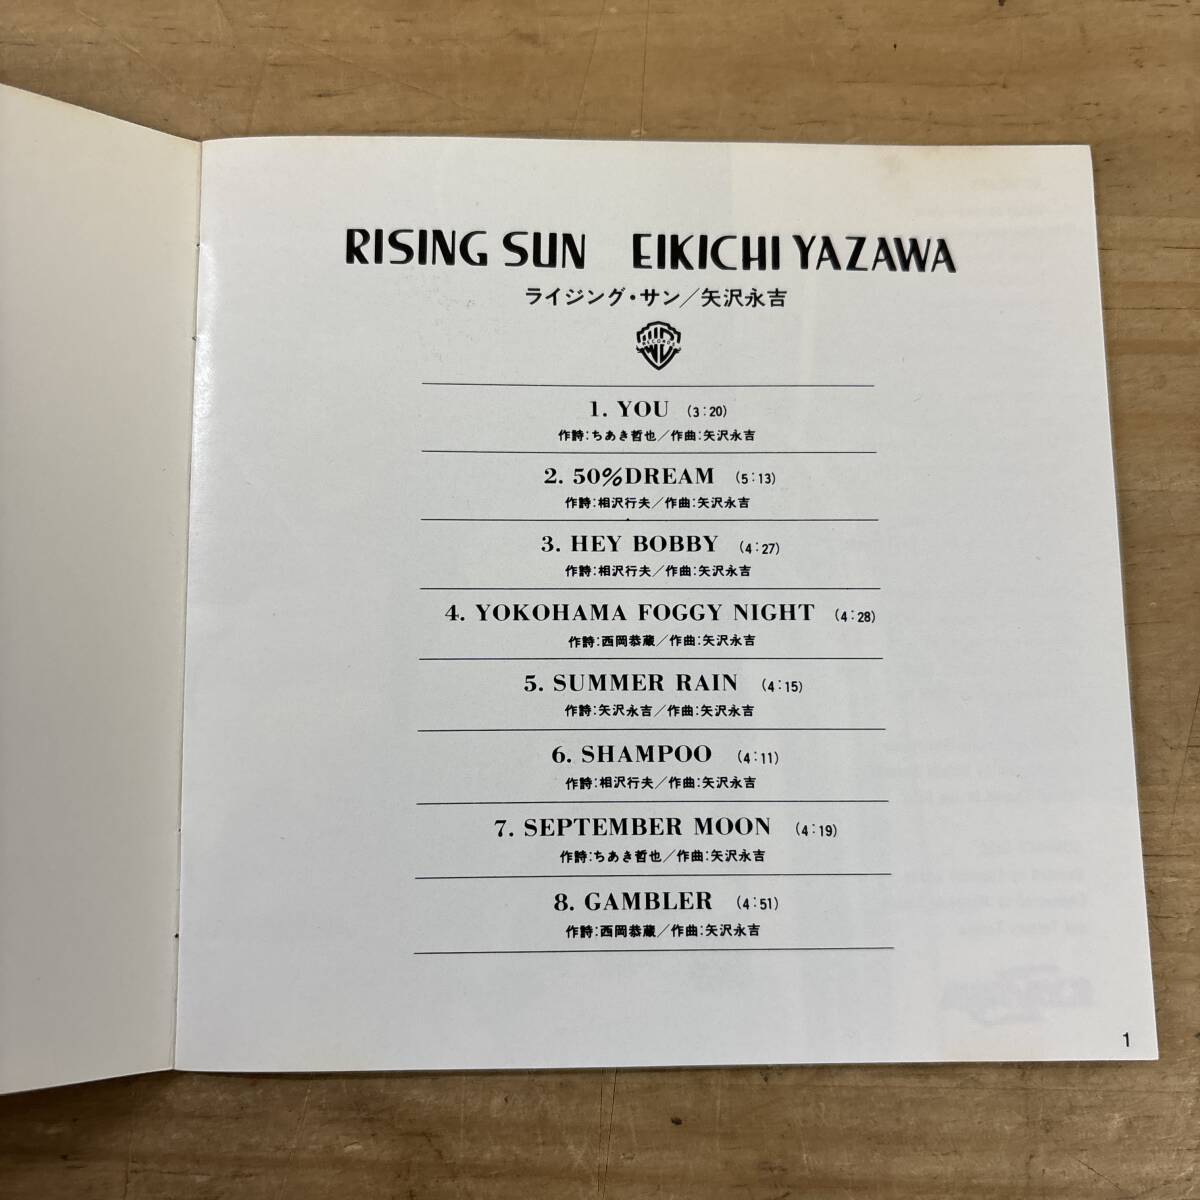 RISING SUN EIKICHI YAZAWA
ライジング・サン／矢沢永吉
RECORDS
1. YOU (3:20)
作詩:ちあき哲也／作曲:矢沢永吉
2. 50%DREAM (5:13)
作詩:相沢行夫／作曲:矢沢永吉
3. HEY BOBBY (4:27)
作詩:相沢行夫／作曲:矢沢永吉
4. YOKOHAMA FOGGY NIGHT (4:28)
作詩:西岡恭蔵／作曲:矢沢永吉
5. SUMMER RAIN (4:15)
作詩:矢沢永吉／作曲:矢沢永吉
6. SHAMPOO (4:11)
作詩:相沢行夫／作曲:矢沢永吉
7. SEPTEMBER MOON (4:19)
作詩:ちあき哲也／作曲:矢沢永吉
8. GAMBLER (4:51)
作詩:西岡恭蔵／作曲:矢沢永吉
1